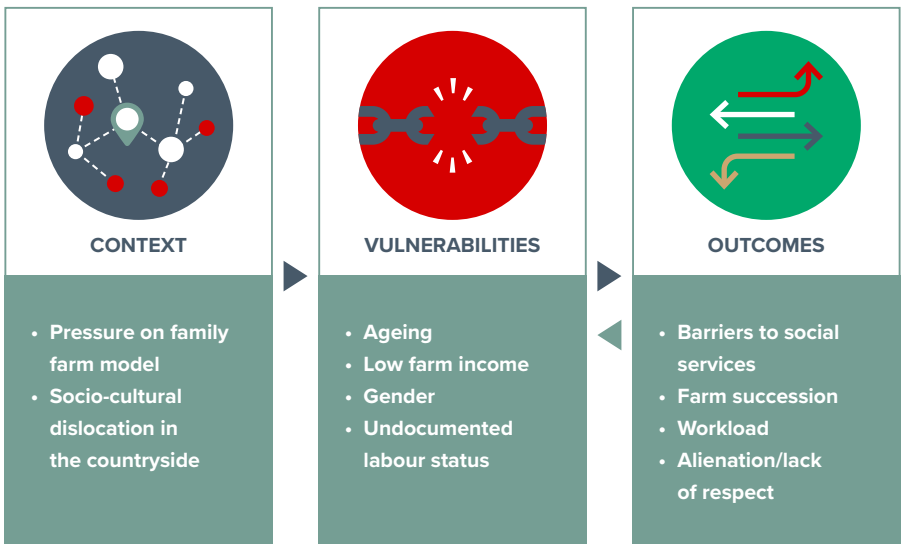 CONTEXT
• Pressure on family
farm model
• Socio-cultural
dislocation in
the countryside
VULNERABILITIES
• Ageing
• Low farm income
• Gender
• Undocumented
labour status
OUTCOMES
• Barriers to social
services
• Farm succession
• Workload
• Alienation/lack
of respect